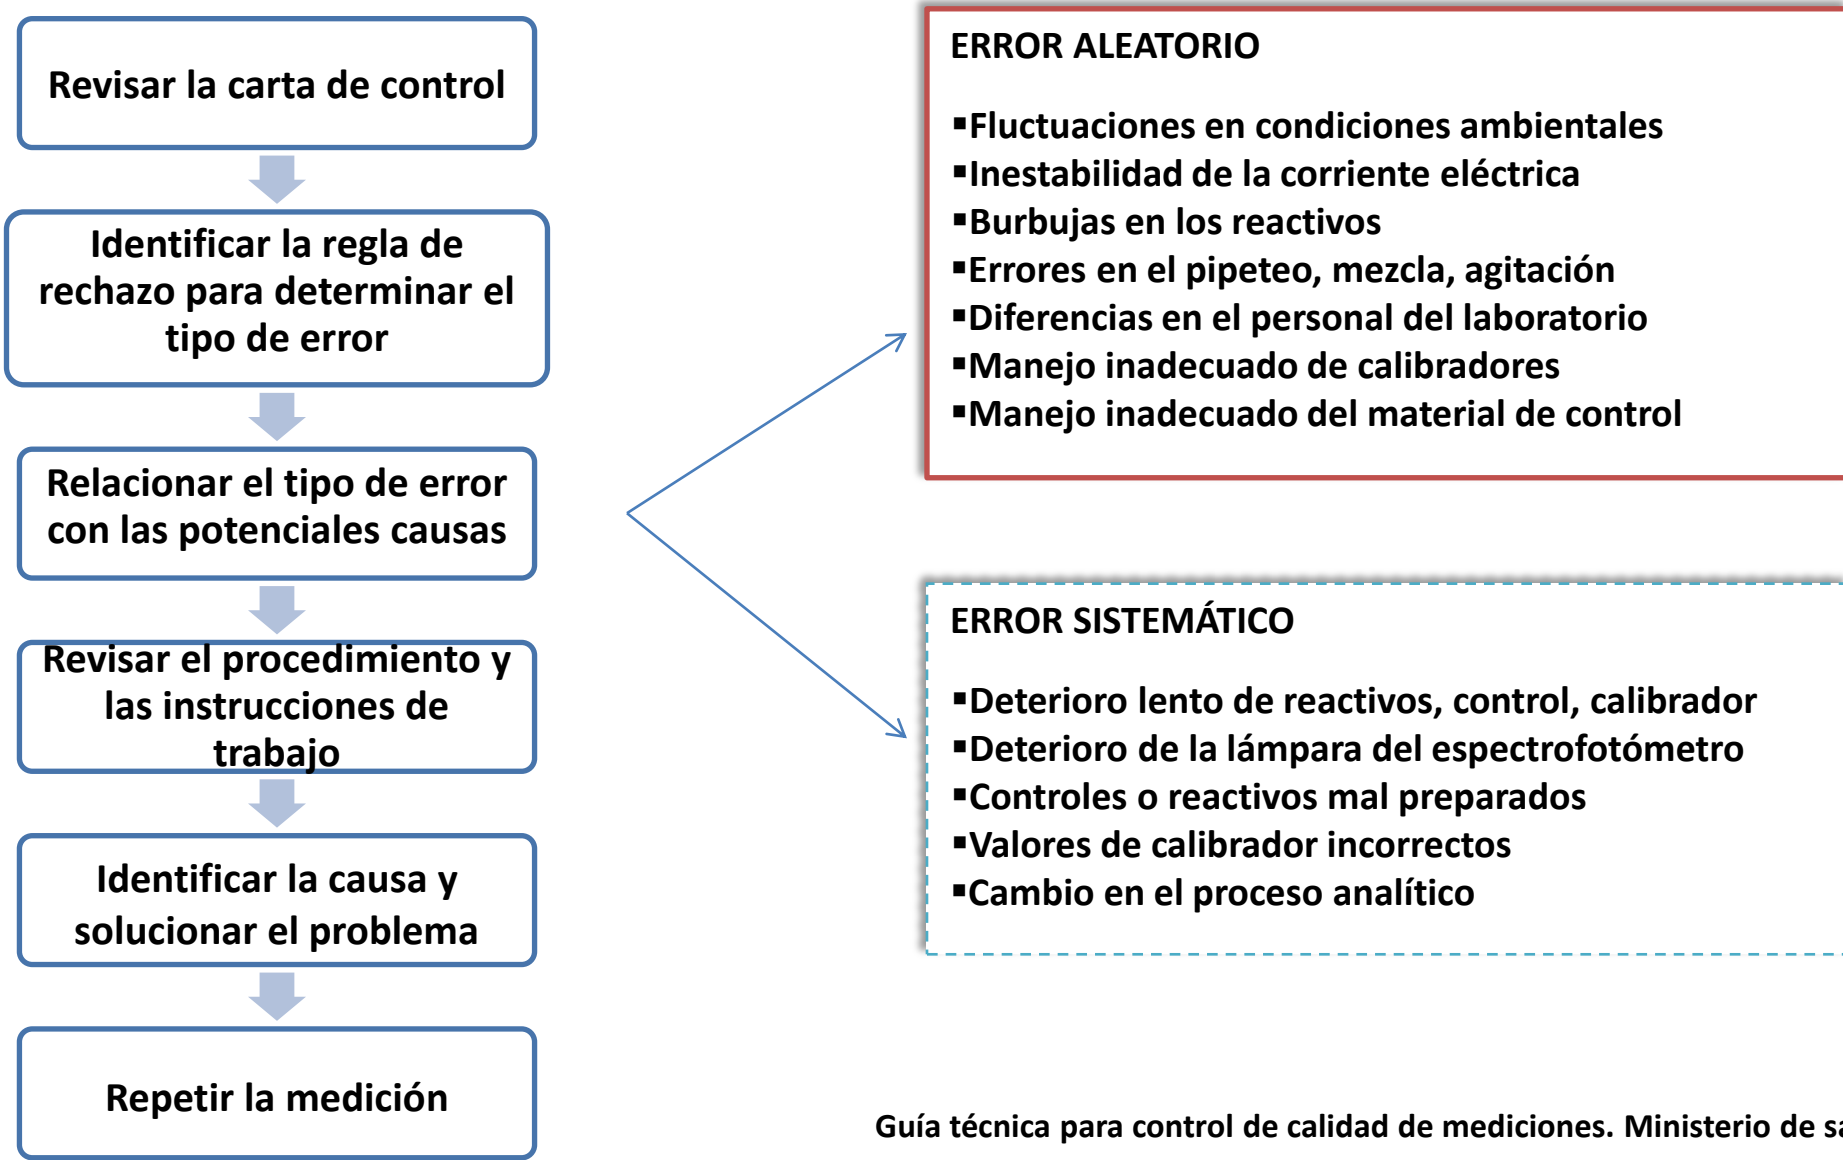 Revisar la carta de control
Identificar la regla de
rechazo para determinar el
tipo de error
Relacionar el tipo de error
con las potenciales causas
Revisar el procedimiento y
las instrucciones de
trabajo
Identificar la causa y
solucionar el problema
Repetir la medición
ERROR ALEATORIO
▪Fluctuaciones en condiciones ambientales
▪Inestabilidad de la corriente eléctrica
▪Burbujas en los reactivos
▪Errores en el pipeteo, mezcla, agitación
▪Diferencias en el personal del laboratorio
▪Manejo inadecuado de calibradores
▪Manejo inadecuado del material de control
ERROR SISTEMÁTICO
▪Deterioro lento de reactivos, control, calibrador
▪Deterioro de la lámpara del espectrofotómetro
▪Controles o reactivos mal preparados
▪Valores de calibrador incorrectos
▪Cambio en el proceso analítico
Guía técnica para control de calidad de mediciones. Ministerio de